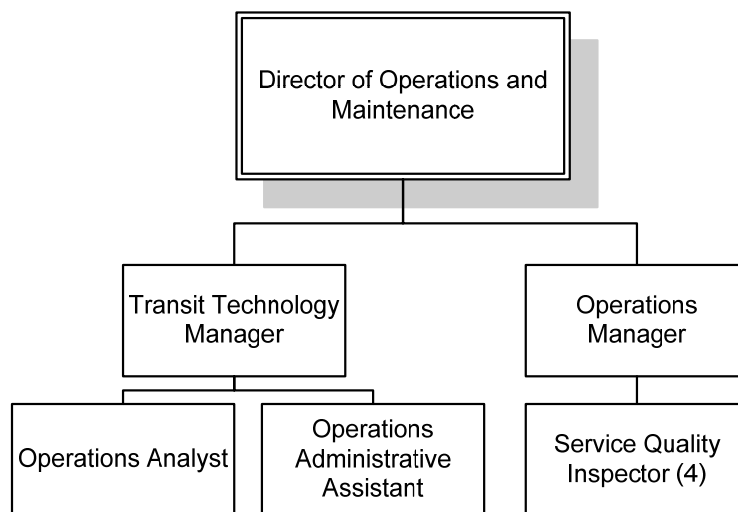 Director of Operations and
Maintenance
Transit Technology
Manager
Operations
Manager
Operations Analyst
Operations
Administrative
Assistant
Service Quality
Inspector (4)